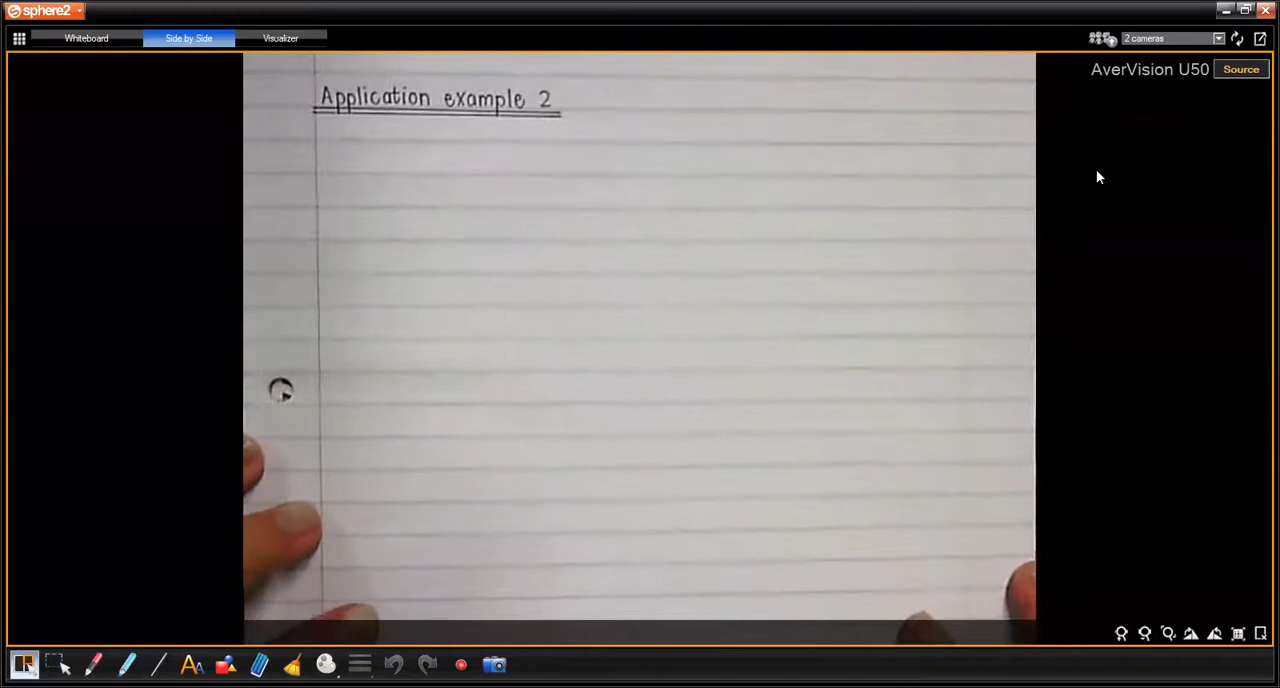 sphere2
Whiteboard
Side by Side
Visualizer
2 cameras
AverVision U50
Source
Application example 2